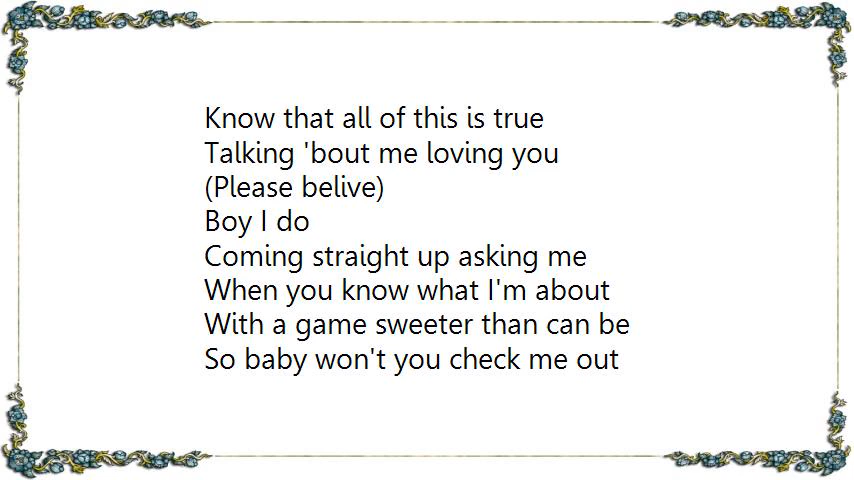 Know that all of this is true
Talking 'bout me loving you
(Please belive)
Boy I do
Coming straight up asking me
When you know what I'm about
With a game sweeter than can be
So baby won't you check me out